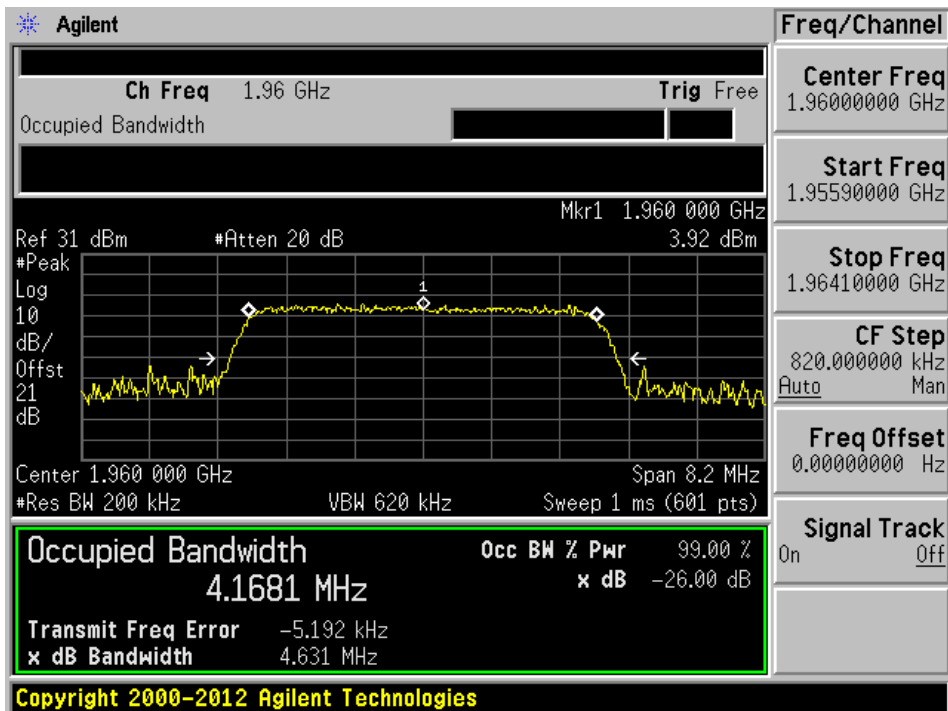 Agilent
Freq/Channel
Ch Freq 1.96 GHz Trig Free
Occupied Bandwidth
Mkr1 1.960 000 GHz
Ref 31 dBm #Atten 20 dB 3.92 dBm
#Peak
Log
10
dB/
Offst
21
dB
1
Center 1.960 000 GHz Span 8.2 MHz
#Res BW 200 kHz VBW 620 kHz Sweep 1 ms (601 pts)
Occupied Bandwidth Occ BW % Pwr 99.00 %
4.1681 MHz x dB -26.00 dB
Transmit Freq Error -5.192 kHz
x dB Bandwidth 4.631 MHz
Copyright 2000-2012 Agilent Technologies
Center Freq
1.96000000 GHz
Start Freq
1.95590000 GHz
Stop Freq
1.96410000 GHz
CF Step
820.000000 kHz
Auto Man
Freq Offset
0.00000000 Hz
Signal Track
On Off